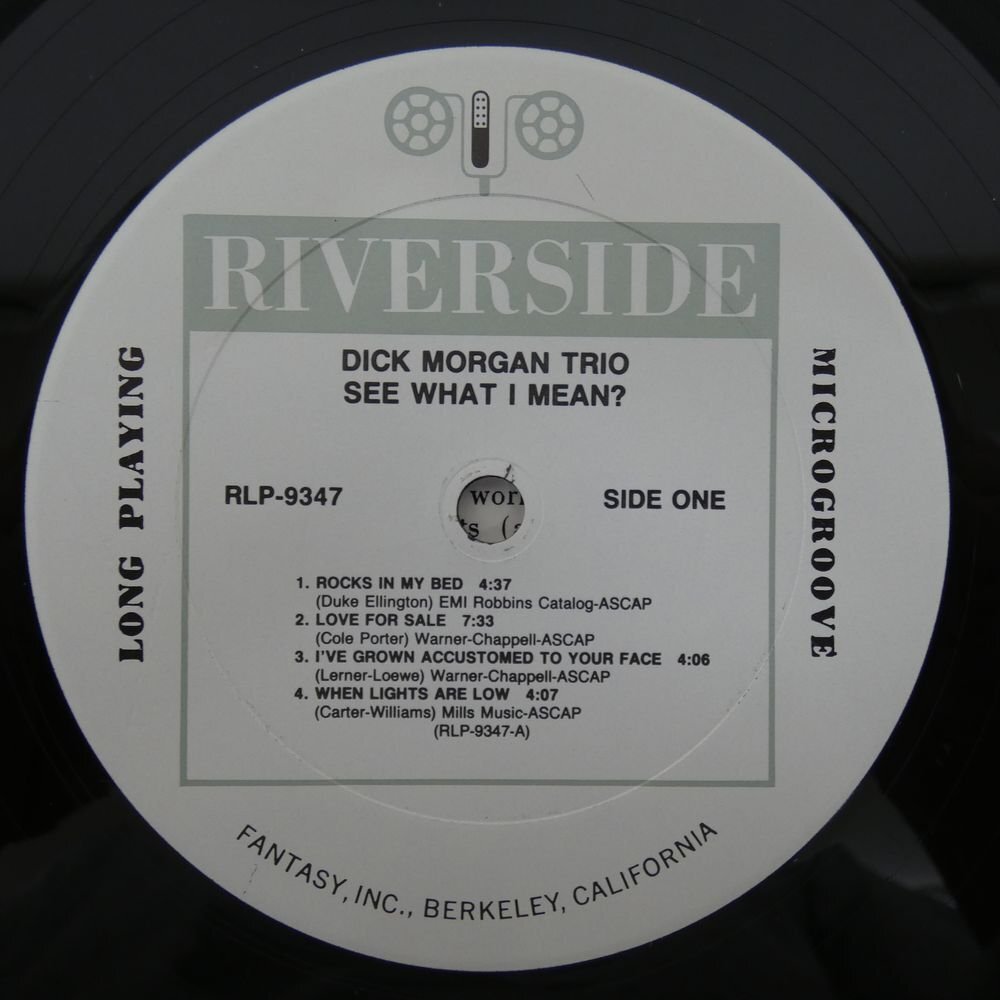 RIVERSIDE
DICK MORGAN TRIO
SEE WHAT I MEAN?
LONG PLAYING
MICROGROOVE
RLP-9347
SIDE ONE
1. ROCKS IN MY BED 4:37
(Duke Ellington) EMI Robbins Catalog-ASCAP
2. LOVE FOR SALE 7:33
(Cole Porter) Warner-Chappell-ASCAP
3. I'VE GROWN ACCUSTOMED TO YOUR FACE 4:06
(Lerner-Loewe) Warner-Chappell-ASCAP
4. WHEN LIGHTS ARE LOW 4:07
(Carter-Williams) Mills Music-ASCAP
(RLP-9347-A)
FANTASY, INC., BERKELEY, CALIFORNIA